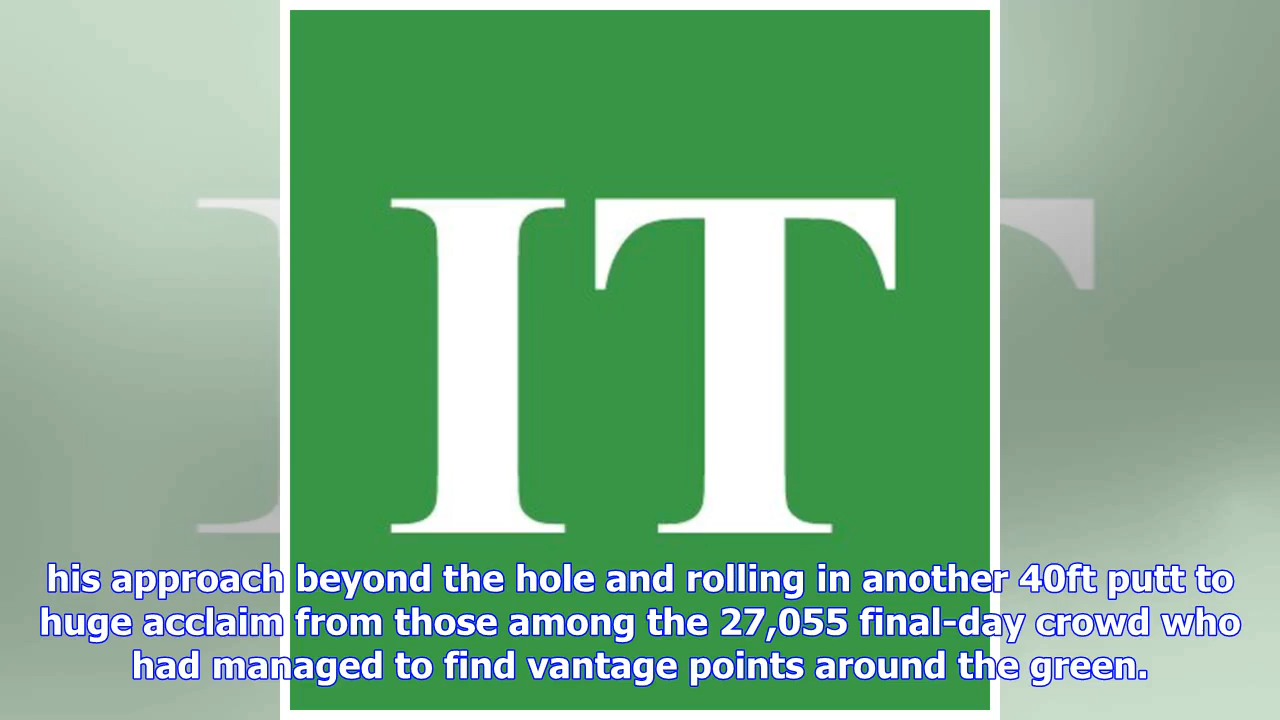 IT
his approach beyond the hole and rolling in another 40ft putt to
huge acclaim from those among the 27,055 final-day crowd who
had managed to find vantage points around the green.